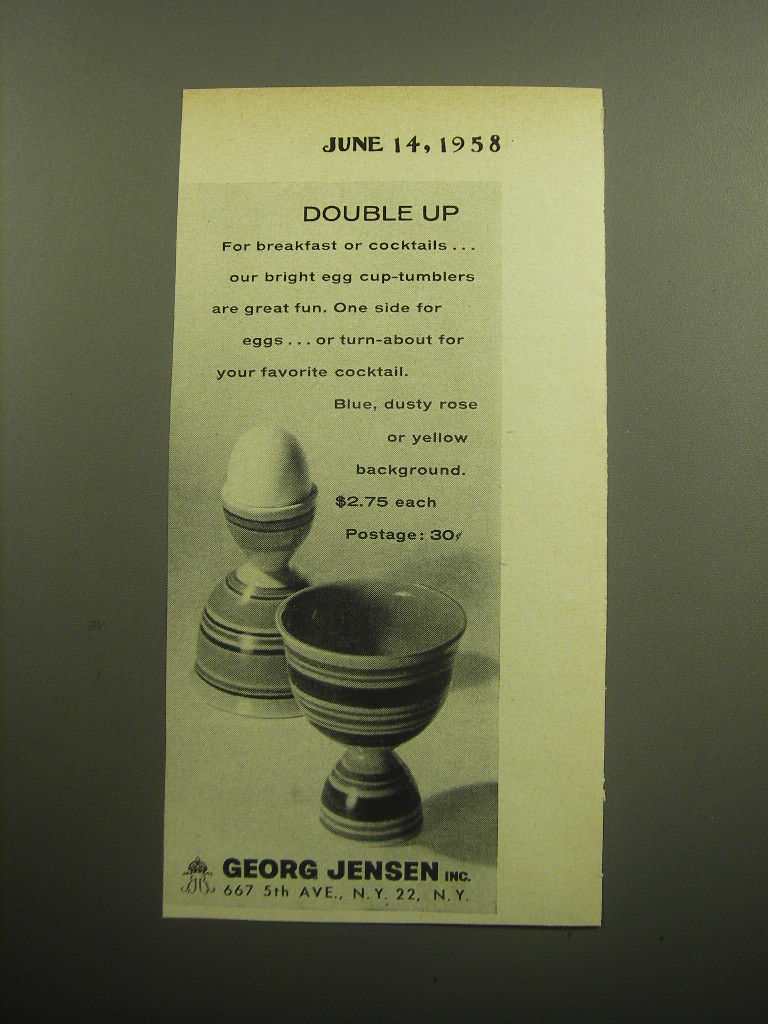 JUNE 14, 1958
DOUBLE UP
For breakfast or cocktails . . .
our bright egg cup-tumblers
are great fun. One side for
eggs . . . or turn-about for
your favorite cocktail.
Blue, dusty rose
or yellow
background.
$2.75 each
Postage: 30¢
GEORG JENSEN INC.
667 5th AVE., N.Y. 22, N.Y.